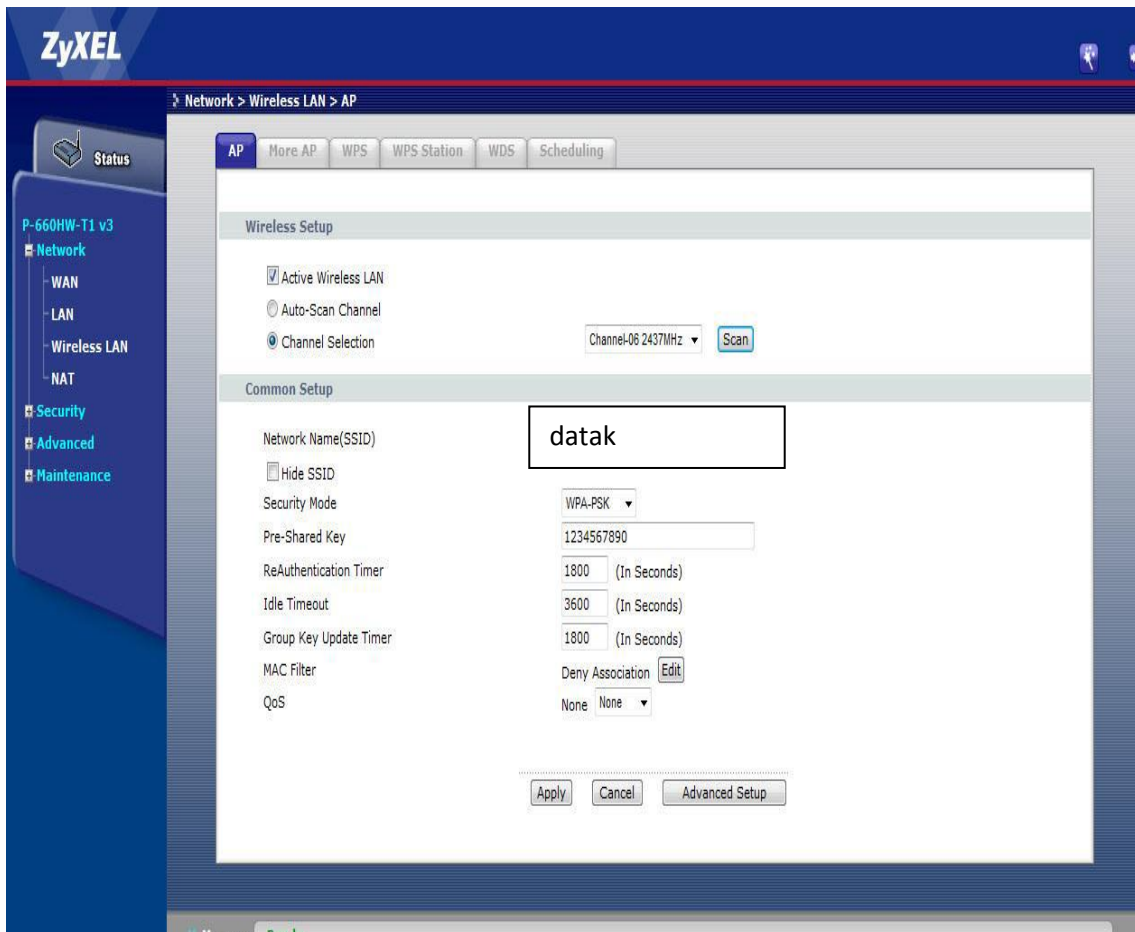 ZyXEL
Network > Wireless LAN > AP
Status
AP More AP WPS WPS Station WDS Scheduling
P-660HW-T1 v3
Network
WAN
LAN
Wireless LAN
NAT
Security
Advanced
Maintenance
Wireless Setup
Active Wireless LAN
Auto-Scan Channel
Channel Selection Channel-06 2437MHz Scan
Common Setup
Network Name(SSID) datak
Hide SSID
Security Mode WPA-PSK
Pre-Shared Key 1234567890
ReAuthentication Timer 1800 (In Seconds)
Idle Timeout 3600 (In Seconds)
Group Key Update Timer 1800 (In Seconds)
MAC Filter Deny Association Edit
QoS None None
Apply Cancel Advanced Setup